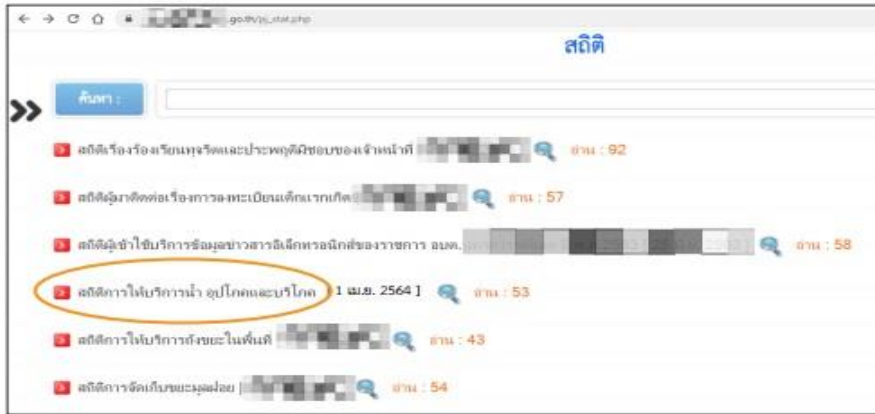 .go.th/pj_stat.php
สถิติ
ค้นหา :
สถิติเรื่องร้องเรียนทุจริตและประพฤติมิชอบของเจ้าหน้าที่ อ่าน : 92
สถิติผู้มาติดต่อเรื่องการลงทะเบียนเด็กแรกเกิด อ่าน : 57
สถิติผู้เข้าใช้บริการข้อมูลข่าวสารอิเล็กทรอนิกส์ของราชการ อบต. อ่าน : 58
สถิติการให้บริการน้ำ อุปโภคและบริโภค 1 เม.ย. 2564 ] อ่าน : 53
สถิติการให้บริการถังขยะในพื้นที่ อ่าน : 43
สถิติการจัดเก็บขยะมูลฝอย [ อ่าน : 54